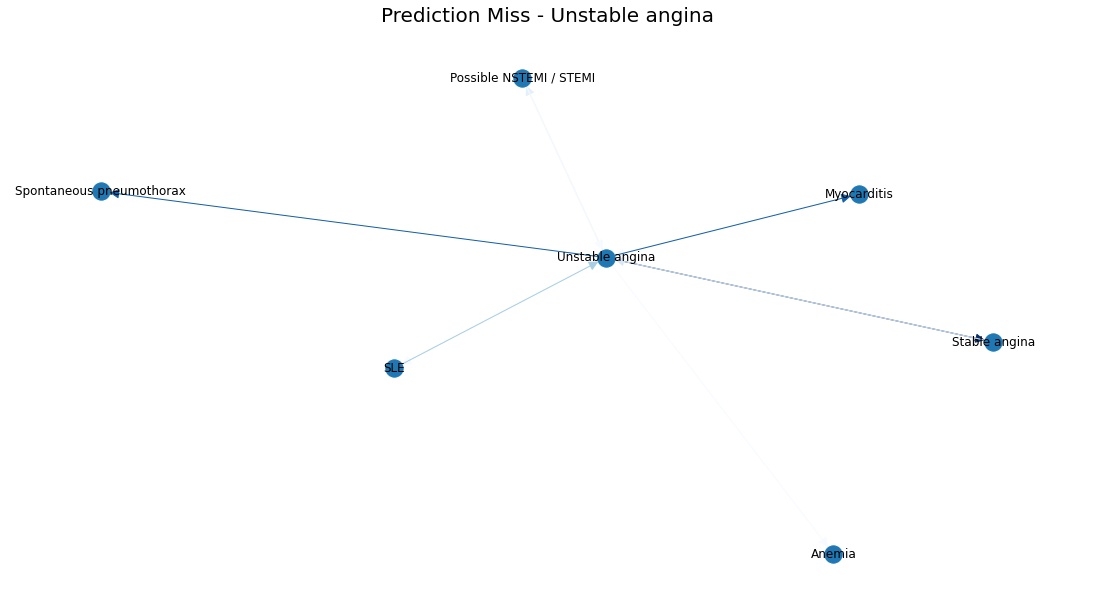 Prediction Miss - Unstable angina
Possible NSTEMI / STEMI
Spontaneous pneumothorax
Myocarditis
Unstable angina
Stable angina
SLE
Anemia